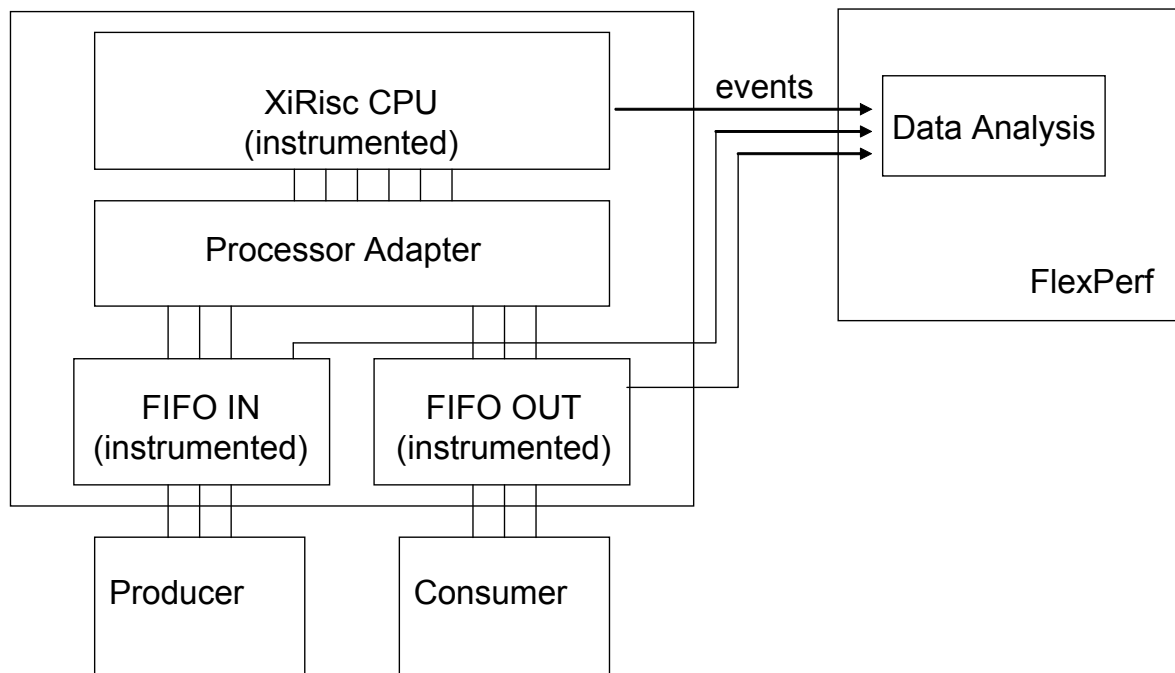 XiRisc CPU
(instrumented)
events
Data Analysis
Processor Adapter
FlexPerf
FIFO IN
(instrumented)
FIFO OUT
(instrumented)
Producer
Consumer